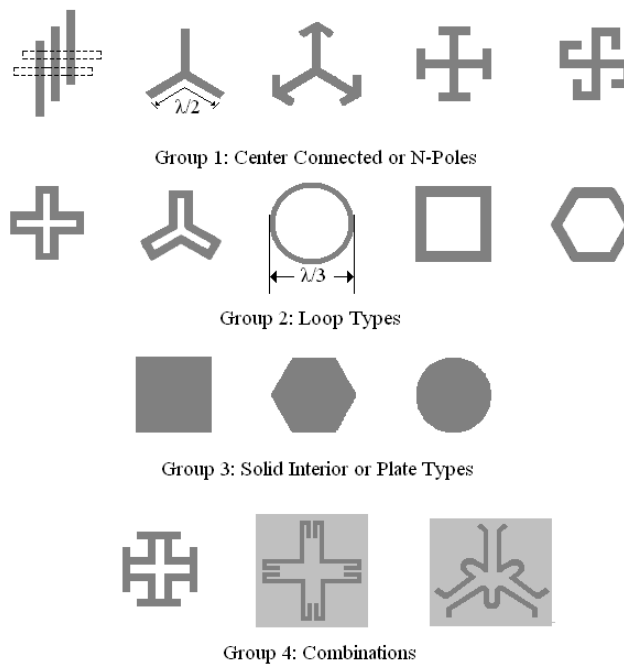 λ/2
Group 1: Center Connected or N-Poles
λ/3
Group 2: Loop Types
Group 3: Solid Interior or Plate Types
Group 4: Combinations